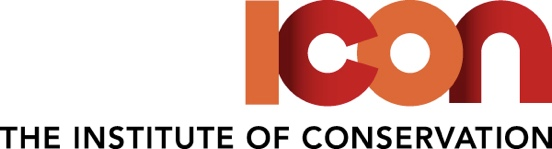 icon
THE INSTITUTE OF CONSERVATION